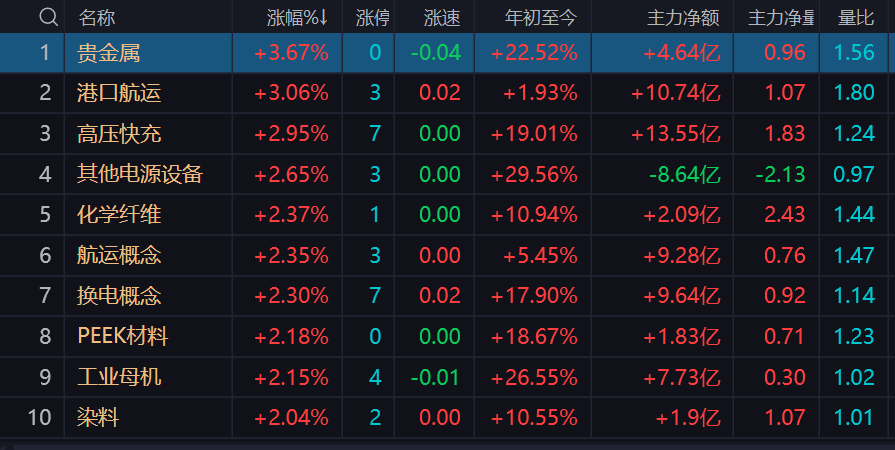 名称 涨幅%↓ 涨停 涨速 年初至今 主力净额 主力净量 量比
1 贵金属 +3.67% 0 -0.04 +22.52% +4.64亿 0.96 1.56
2 港口航运 +3.06% 3 0.02 +1.93% +10.74亿 1.07 1.80
3 高压快充 +2.95% 7 0.00 +19.01% +13.55亿 1.83 1.24
4 其他电源设备 +2.65% 3 0.00 +29.56% -8.64亿 -2.13 0.97
5 化学纤维 +2.37% 1 0.00 +10.94% +2.09亿 2.43 1.44
6 航运概念 +2.35% 3 0.00 +5.45% +9.28亿 0.76 1.47
7 换电概念 +2.30% 7 0.02 +17.90% +9.64亿 0.92 1.14
8 PEEK材料 +2.18% 0 0.00 +18.67% +1.83亿 0.71 1.23
9 工业母机 +2.15% 4 -0.01 +26.55% +7.73亿 0.30 1.02
10 染料 +2.04% 2 0.00 +10.55% +1.9亿 1.07 1.01